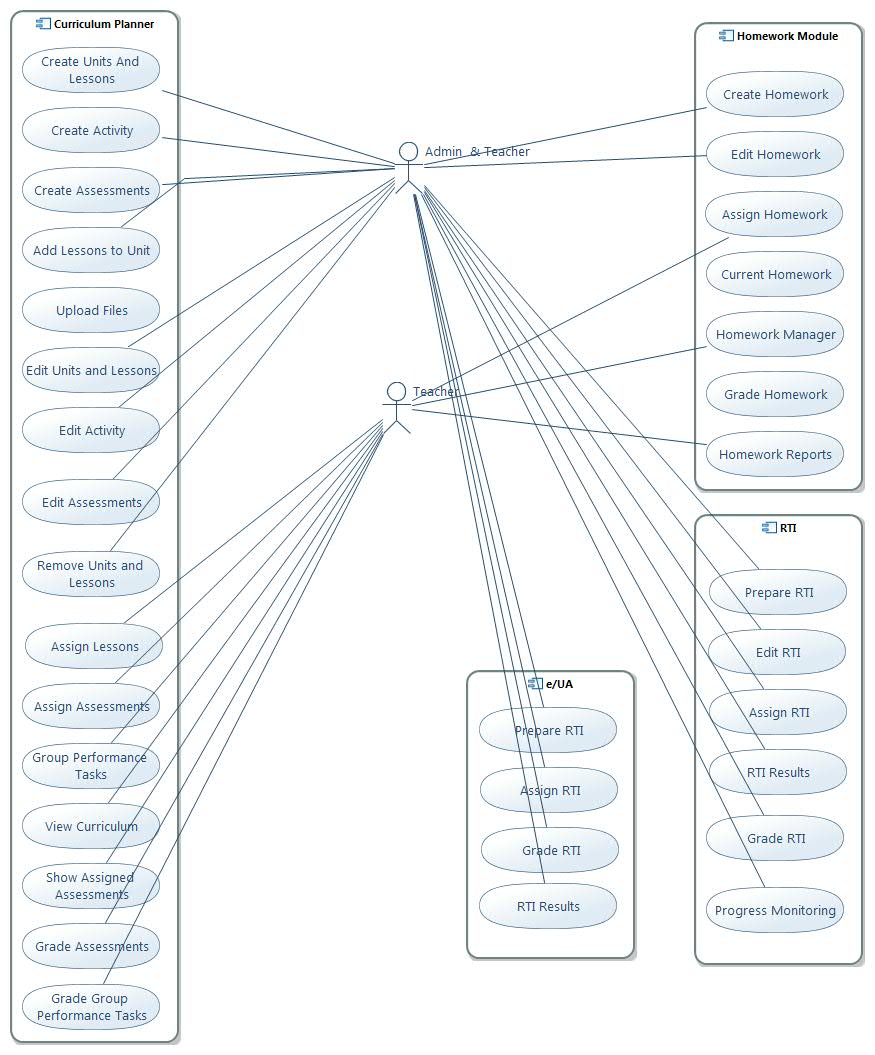 Curriculum Planner
Create Units And
Lessons
Create Activity
Create Assessments
Add Lessons to Unit
Upload Files
Edit Units and Lessons
Edit Activity
Edit Assessments
Remove Units and
Lessons
Assign Lessons
Assign Assessments
Group Performance
Tasks
View Curriculum
Show Assigned
Assessments
Grade Assessments
Grade Group
Performance Tasks
Admin & Teacher
Teacher
e/UA
Prepare RTI
Assign RTI
Grade RTI
RTI Results
Homework Module
Create Homework
Edit Homework
Assign Homework
Current Homework
Homework Manager
Grade Homework
Homework Reports
RTI
Prepare RTI
Edit RTI
Assign RTI
RTI Results
Grade RTI
Progress Monitoring